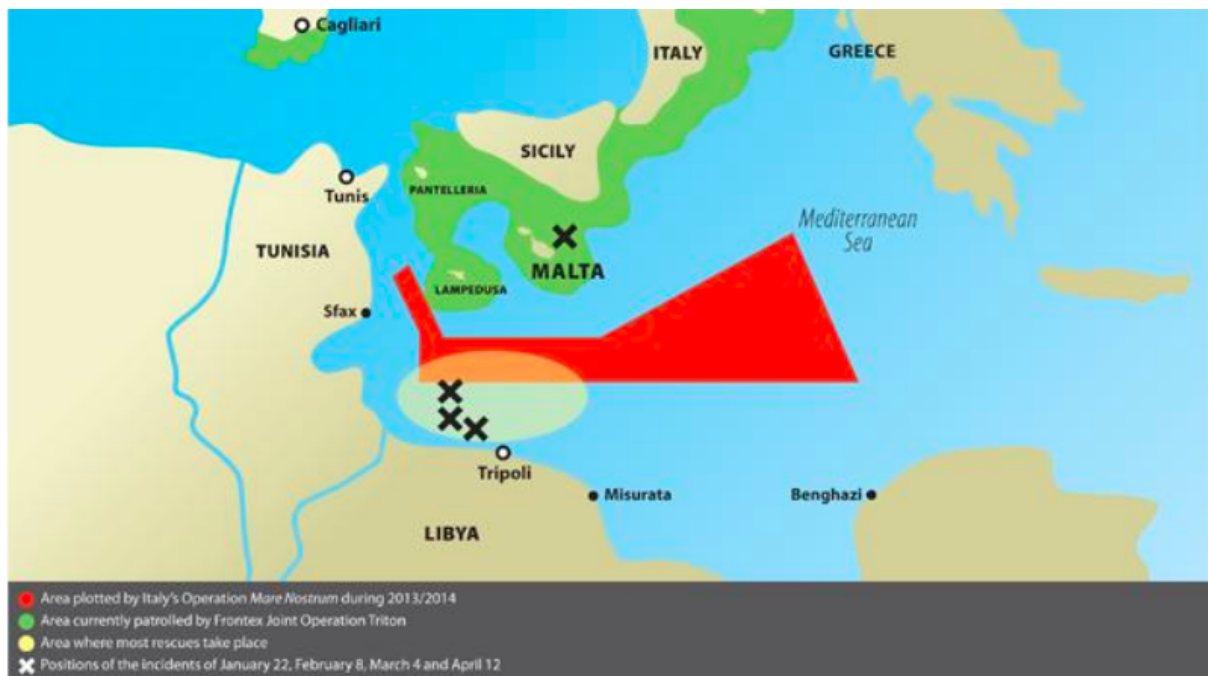 Cagliari
ITALY
GREECE
SICILY
Tunis
PANTELLERIA
Mediterranean
Sea
TUNISIA
MALTA
LAMPEDUSA
Sfax
Tripoli
Misurata
Benghazi
LIBYA
Area plotted by Italy's Operation Mare Nostrum during 2013/2014
Area currently patrolled by Frontex Joint Operation Triton
Area where most rescues take place
Positions of the incidents of January 22, February 8, March 4 and April 12